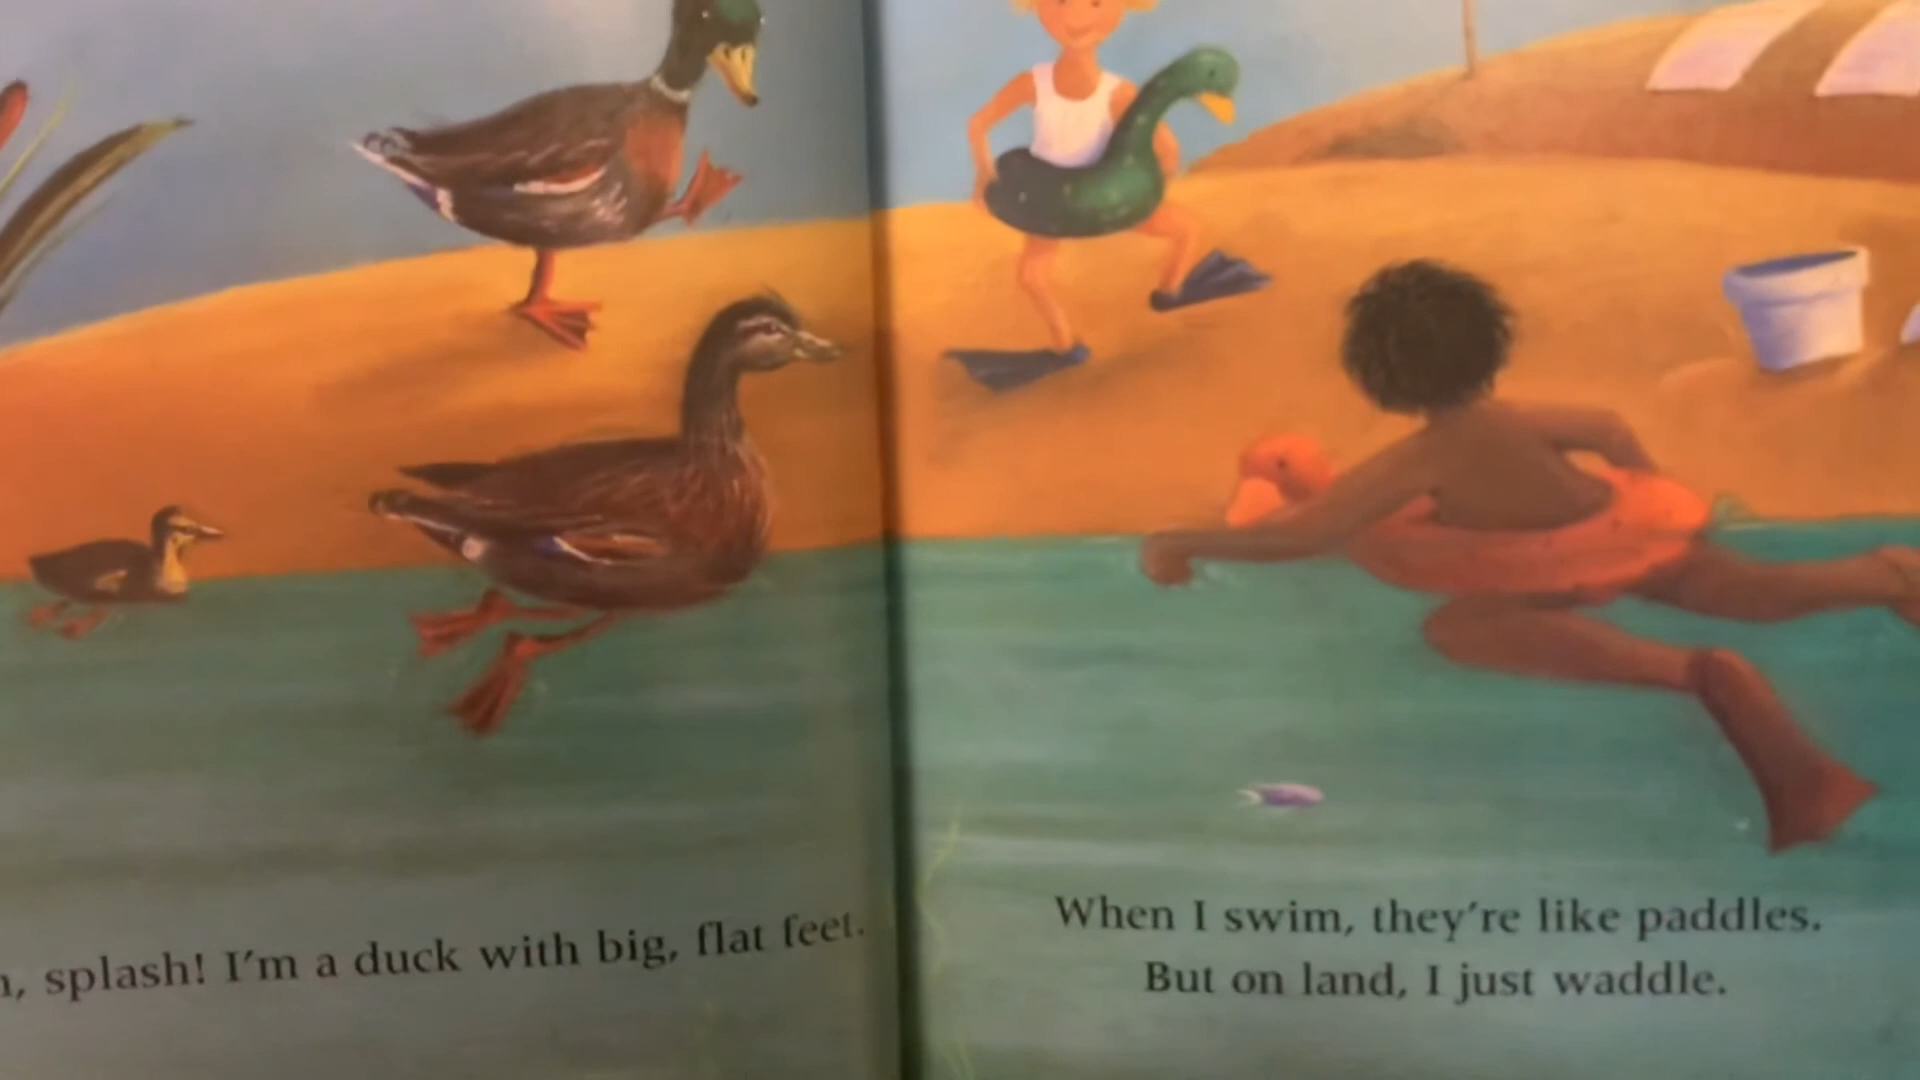 splash! I'm a duck with big, flat feet.
When I swim, they're like paddles.
But on land, I just waddle.